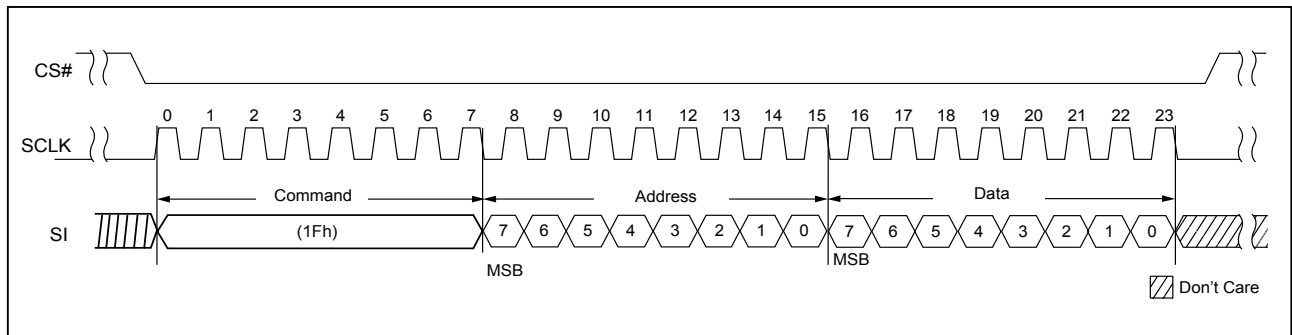 CS#
0 1 2 3 4 5 6 7 8 9 10 11 12 13 14 15 16 17 18 19 20 21 22 23
SCLK
Command Address Data
SI (1Fh) 7 6 5 4 3 2 1 0 7 6 5 4 3 2 1 0
MSB MSB
Don't Care